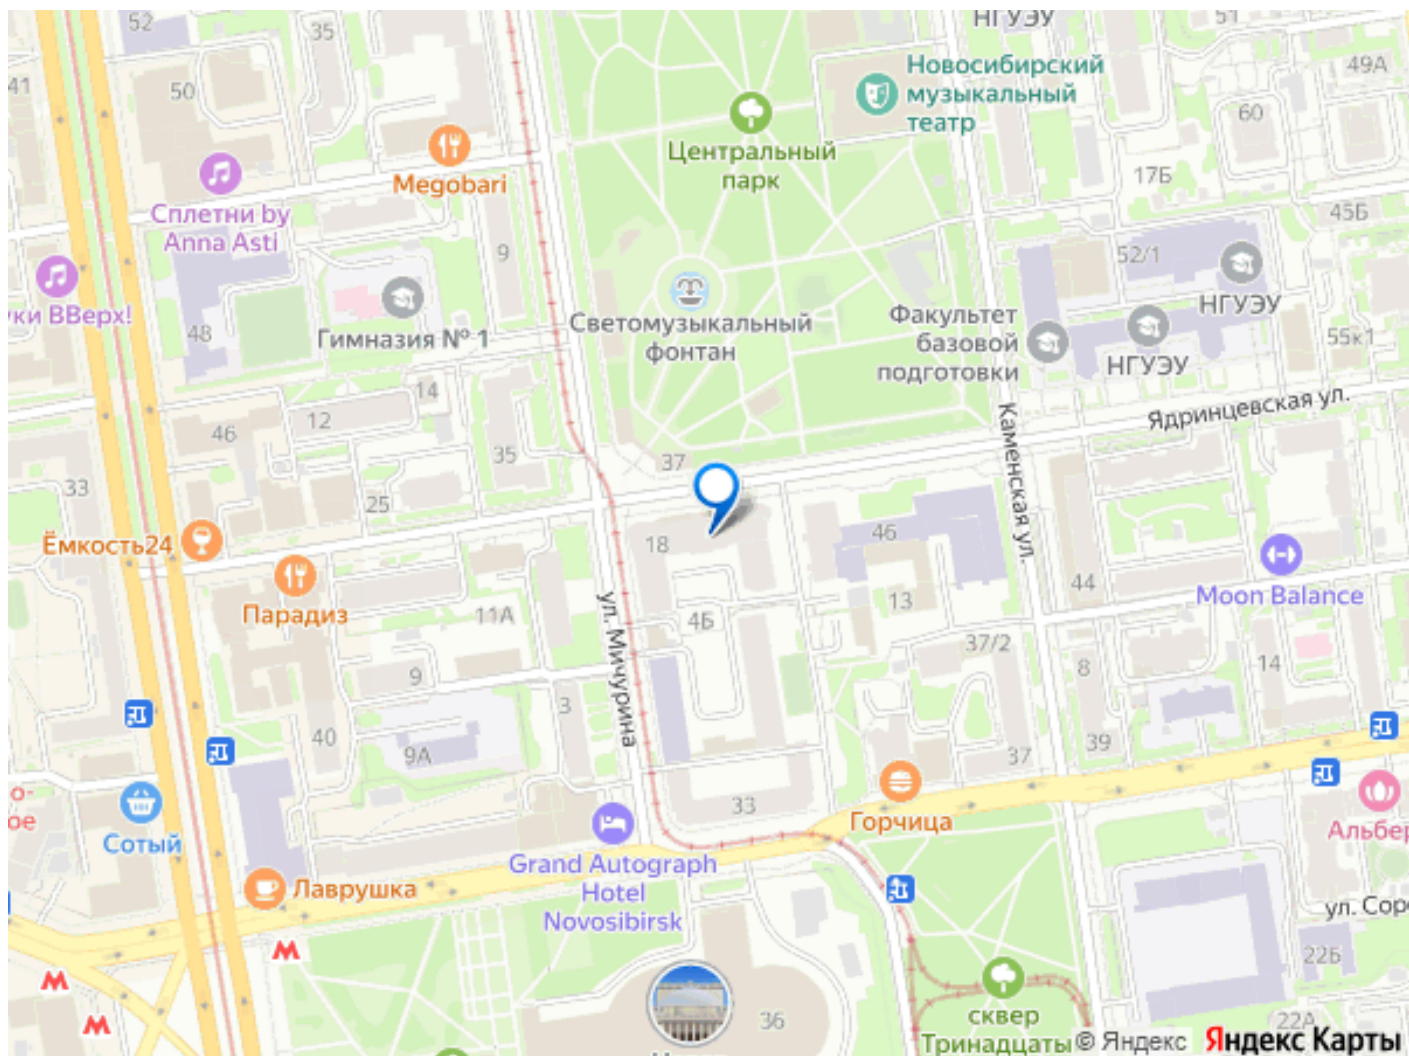 52
35
НГУЭУ
51
41
50
Новосибирский
музыкальный
театр
49А
60
Megobari
Центральный
парк
17Б
Сплетни by
Anna Asti
9
45Б
52/1
ки ВВерх!
48
Гимназия № 1
Светомузыкальный
фонтан
Факультет
базовой
подготовки
НГУЭУ
НГУЭУ
55к1
14
12
46
35
37
Каменская ул.
Ядринцевская ул.
33
25
Ёмкость24
18
46
44
Moon Balance
Парадиз
11А
ул. Мичурина
4Б
13
37/2
8
14
9
3
40
9А
39
37
33
о-
ое
Сотый
Горчица
Альбер
Grand Autograph
Hotel
Novosibirsk
Лаврушка
ул. Соро
22Б
36
сквер
Тринадцаты
22А
© Яндекс
Яндекс Карты